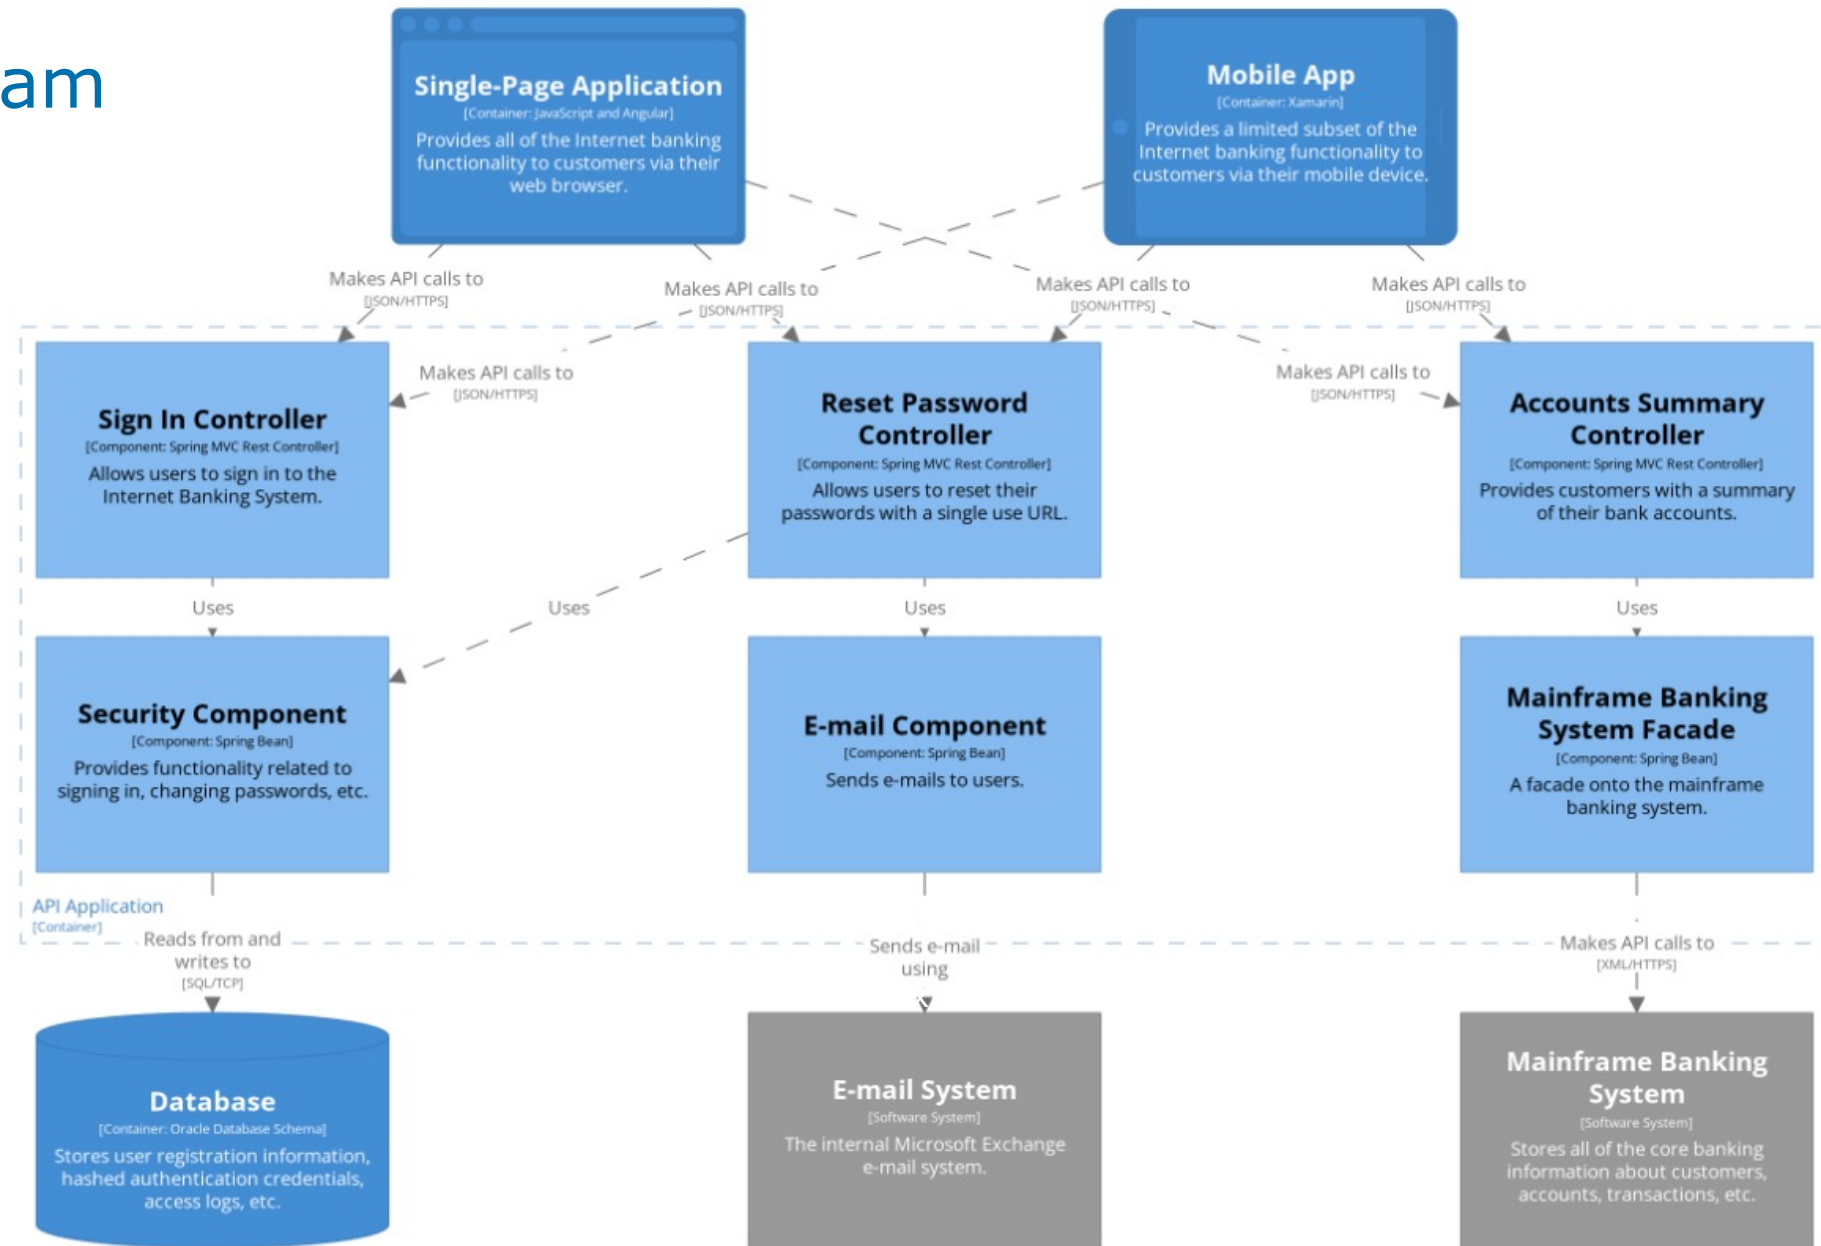 am
Single-Page Application
[Container: JavaScript and Angular]
Provides all of the Internet banking
functionality to customers via their
web browser.
Mobile App
[Container: Xamarin]
Provides a limited subset of the
Internet banking functionality to
customers via their mobile device.
Makes API calls to
[JSON/HTTPS]
Makes API calls to
[JSON/HTTPS]
Makes API calls to
[JSON/HTTPS]
Makes API calls to
[JSON/HTTPS]
Makes API calls to
[JSON/HTTPS]
Makes API calls to
[JSON/HTTPS]
Sign In Controller
[Component: Spring MVC Rest Controller]
Allows users to sign in to the
Internet Banking System.
Reset Password
Controller
[Component: Spring MVC Rest Controller]
Allows users to reset their
passwords with a single use URL.
Accounts Summary
Controller
[Component: Spring MVC Rest Controller]
Provides customers with a summary
of their bank accounts.
Uses
Uses
Uses
Uses
Security Component
[Component: Spring Bean]
Provides functionality related to
signing in, changing passwords, etc.
E-mail Component
[Component: Spring Bean]
Sends e-mails to users.
Mainframe Banking
System Facade
[Component: Spring Bean]
A facade onto the mainframe
banking system.
API Application
[Container]
Reads from and
writes to
[SQL/TCP]
Sends e-mail
using
Makes API calls to
[XML/HTTPS]
Database
[Container: Oracle Database Schema]
Stores user registration information,
hashed authentication credentials,
access logs, etc.
E-mail System
[Software System]
The internal Microsoft Exchange
e-mail system.
Mainframe Banking
System
[Software System]
Stores all of the core banking
information about customers,
accounts, transactions, etc.